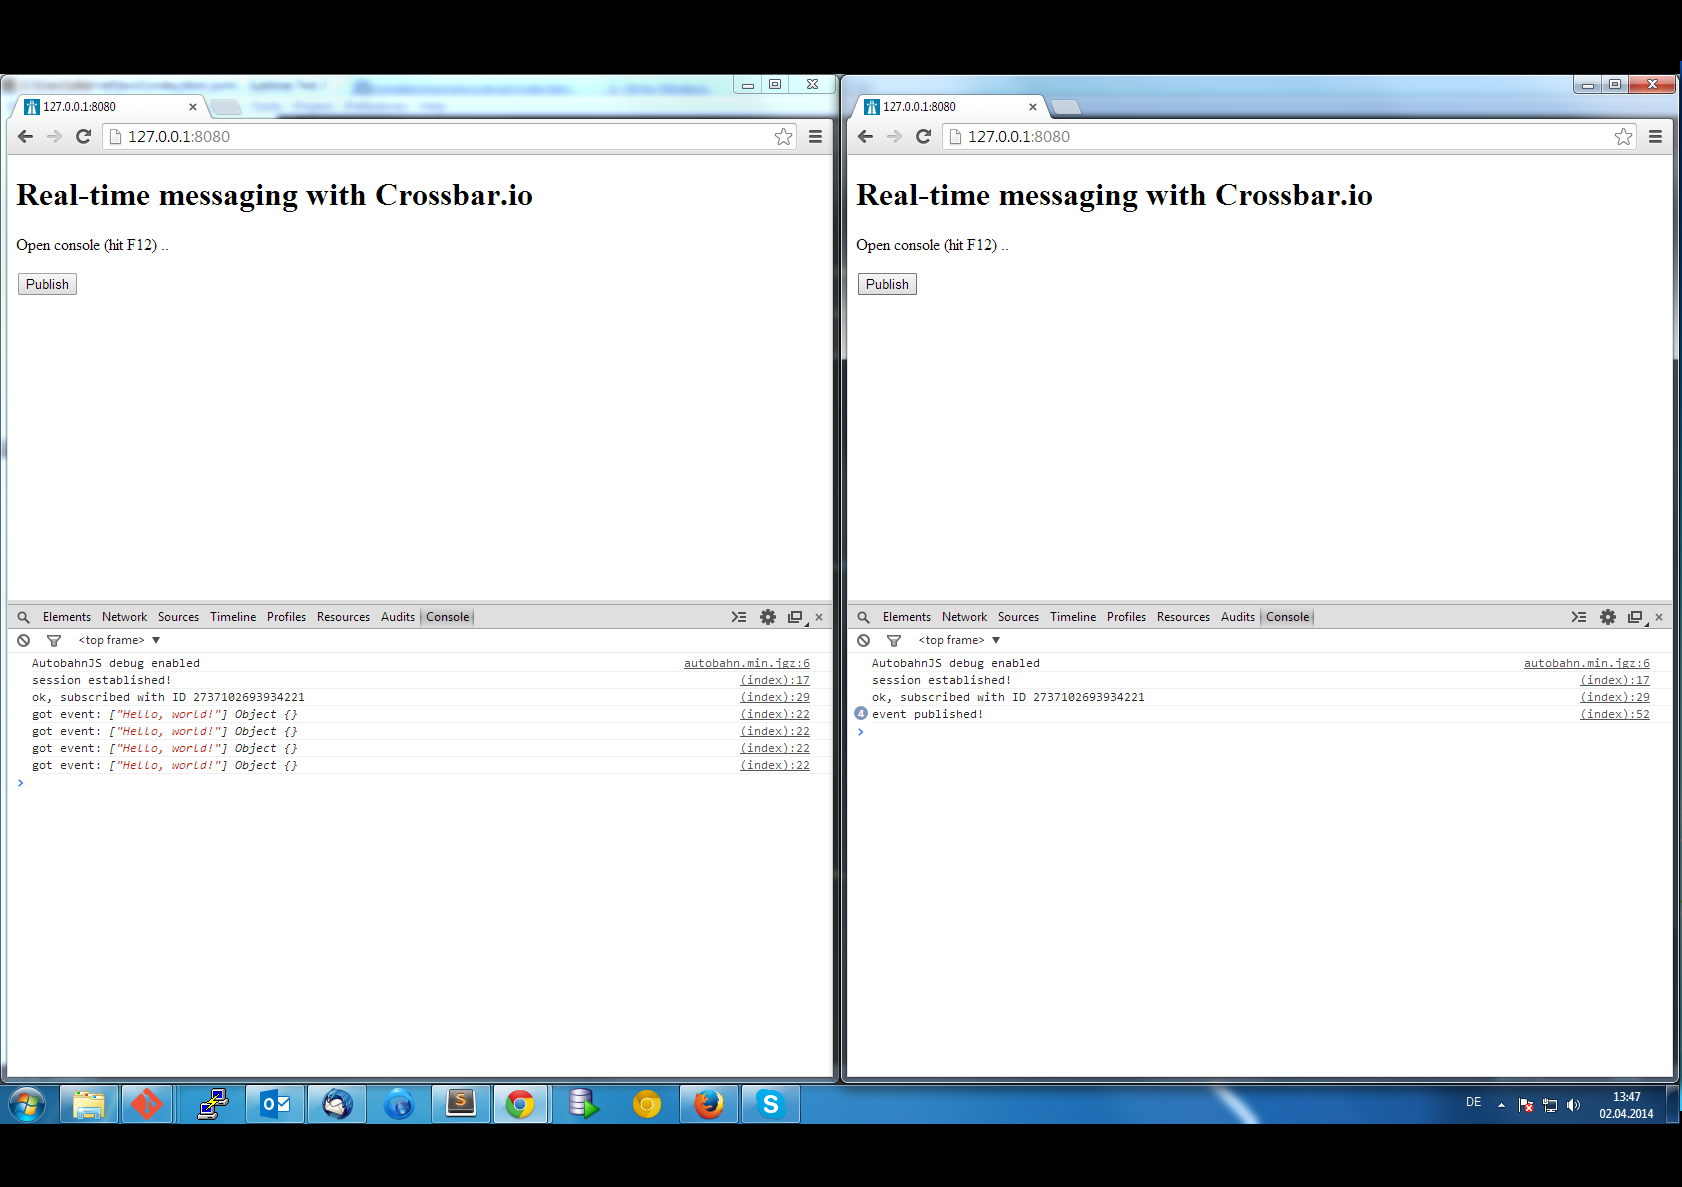 127.0.0.1:8080
127.0.0.1:8080
Real-time messaging with Crossbar.io
Open console (hit F12) ..
Publish
Elements Network Sources Timeline Profiles Resources Audits Console
<top frame> ▼
AutobahnJS debug enabled autobahn.min.jgz:6
session established! (index):17
ok, subscribed with ID 2737102693934221 (index):29
got event: ["Hello, world!"] Object {} (index):22
got event: ["Hello, world!"] Object {} (index):22
got event: ["Hello, world!"] Object {} (index):22
got event: ["Hello, world!"] Object {} (index):22
>
127.0.0.1:8080
127.0.0.1:8080
Real-time messaging with Crossbar.io
Open console (hit F12) ..
Publish
Elements Network Sources Timeline Profiles Resources Audits Console
<top frame> ▼
AutobahnJS debug enabled autobahn.min.jgz:6
session established! (index):17
ok, subscribed with ID 2737102693934221 (index):29
4 event published! (index):52
>
DE
13:47
02.04.2014